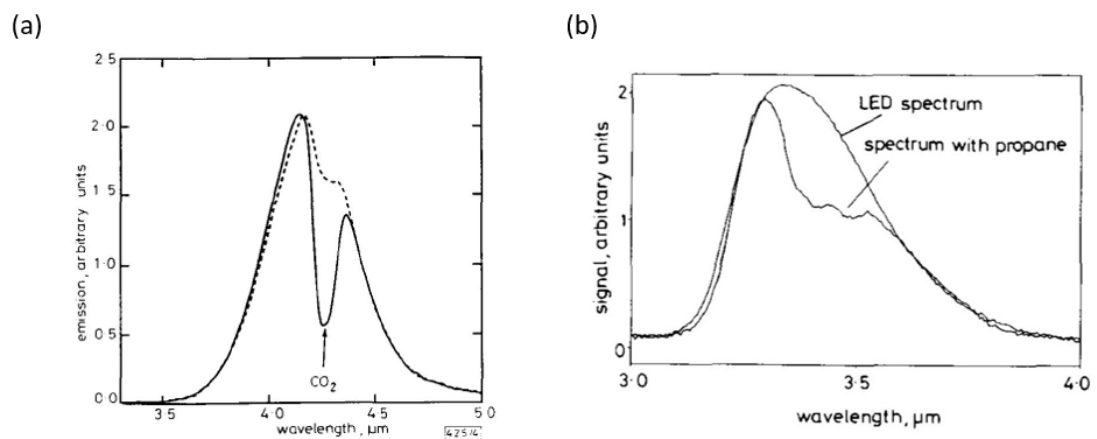 (a)
(b)
2·5
2·0
1·5
1·0
0·5
0·0
emission, arbitrary units
CO2
3·5
4·0
4·5
5·0
wavelength, µm
425/4
2
1
0
signal, arbitrary units
LED spectrum
spectrum with propane
3·0
3·5
4·0
wavelength, µm